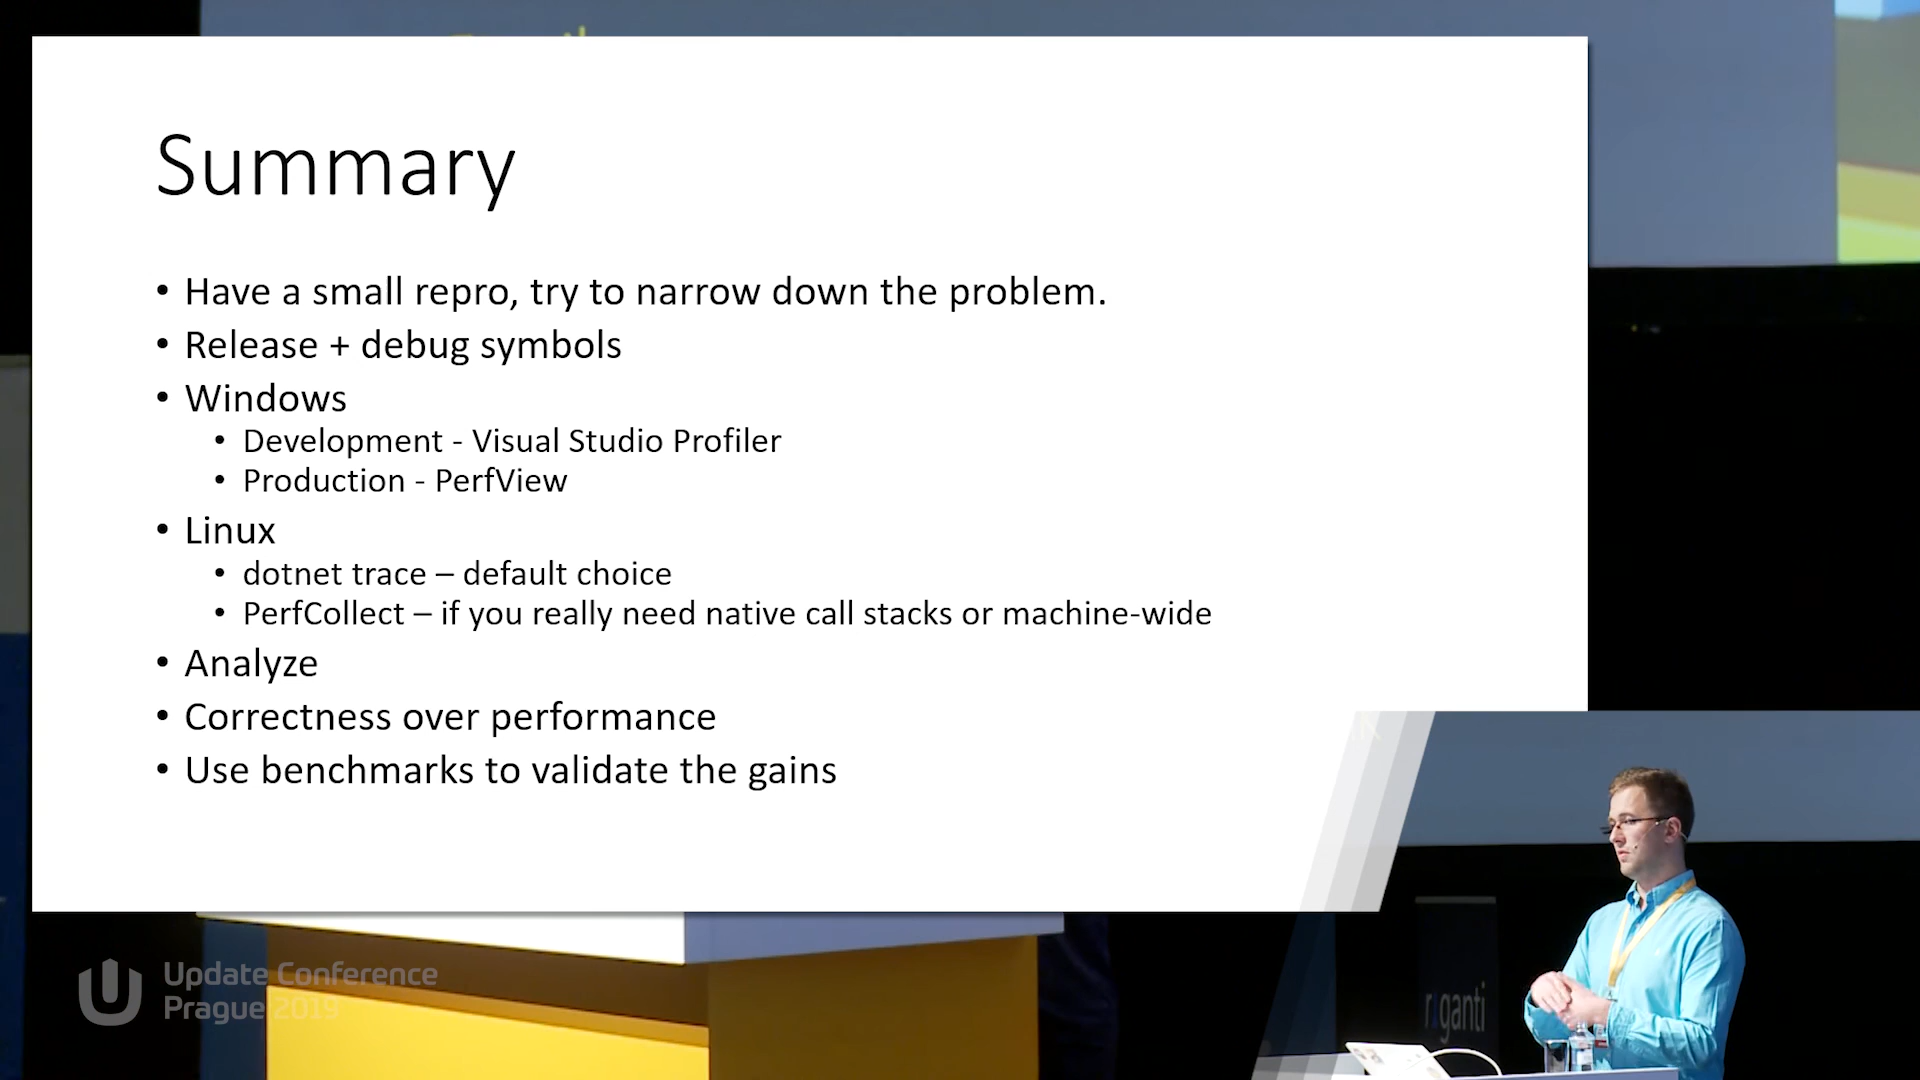 Summary
• Have a small repro, try to narrow down the problem.
• Release + debug symbols
• Windows
• Development - Visual Studio Profiler
• Production - PerfView
• Linux
• dotnet trace – default choice
• PerfCollect – if you really need native call stacks or machine-wide
• Analyze
• Correctness over performance
• Use benchmarks to validate the gains
Update Conference
Prague 2019
riganti